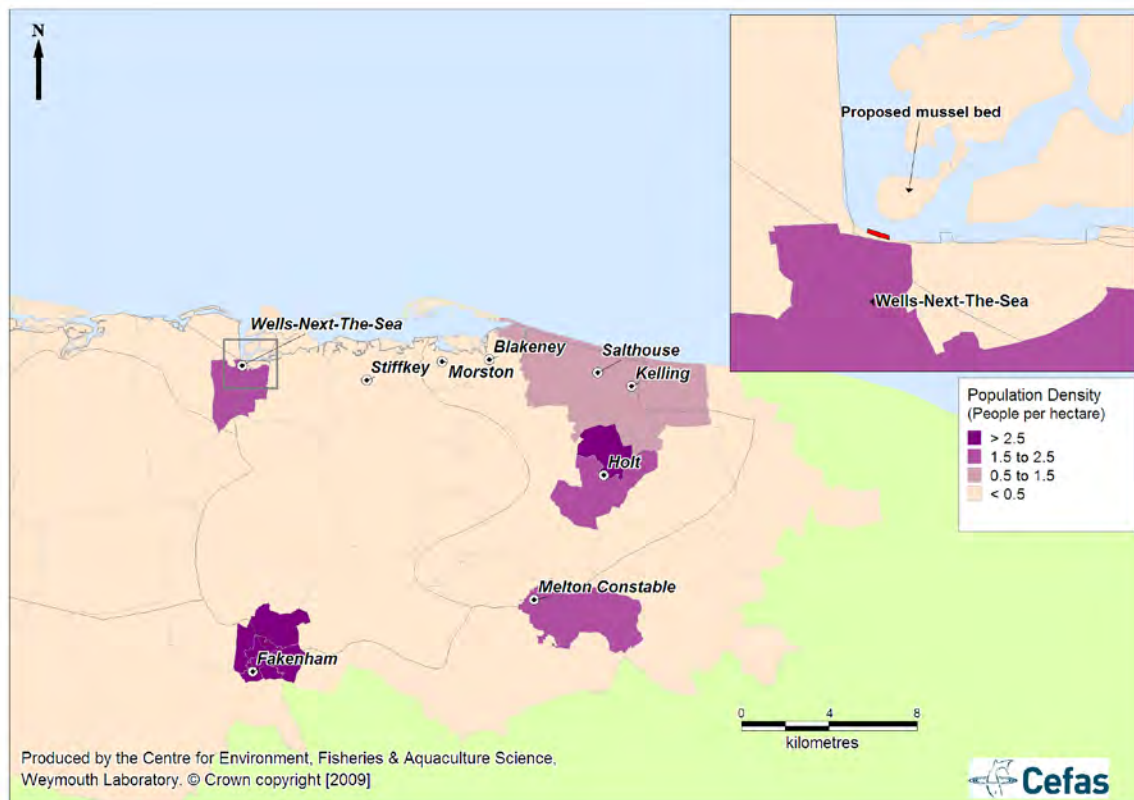 N
Proposed mussel bed
Wells-Next-The-Sea
Wells-Next-The-Sea
Blakeney
Salthouse
Stiffkey
Morston
Kelling
Holt
Melton Constable
Fakenham
Population Density
(People per hectare)
> 2.5
1.5 to 2.5
0.5 to 1.5
< 0.5
0 4 8
kilometres
Produced by the Centre for Environment, Fisheries & Aquaculture Science,
Weymouth Laboratory. © Crown copyright [2009]
Cefas